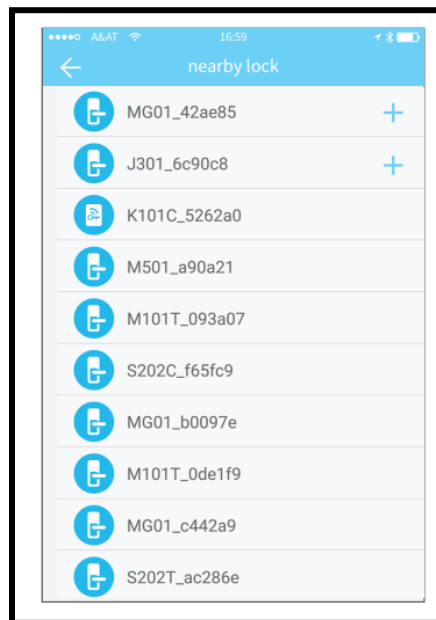 A&AT 16:59
nearby lock
MG01_42ae85
J301_6c90c8
K101C_5262a0
M501_a90a21
M101T_093a07
S202C_f65fc9
MG01_b0097e
M101T_0de1f9
MG01_c442a9
S202T_ac286e